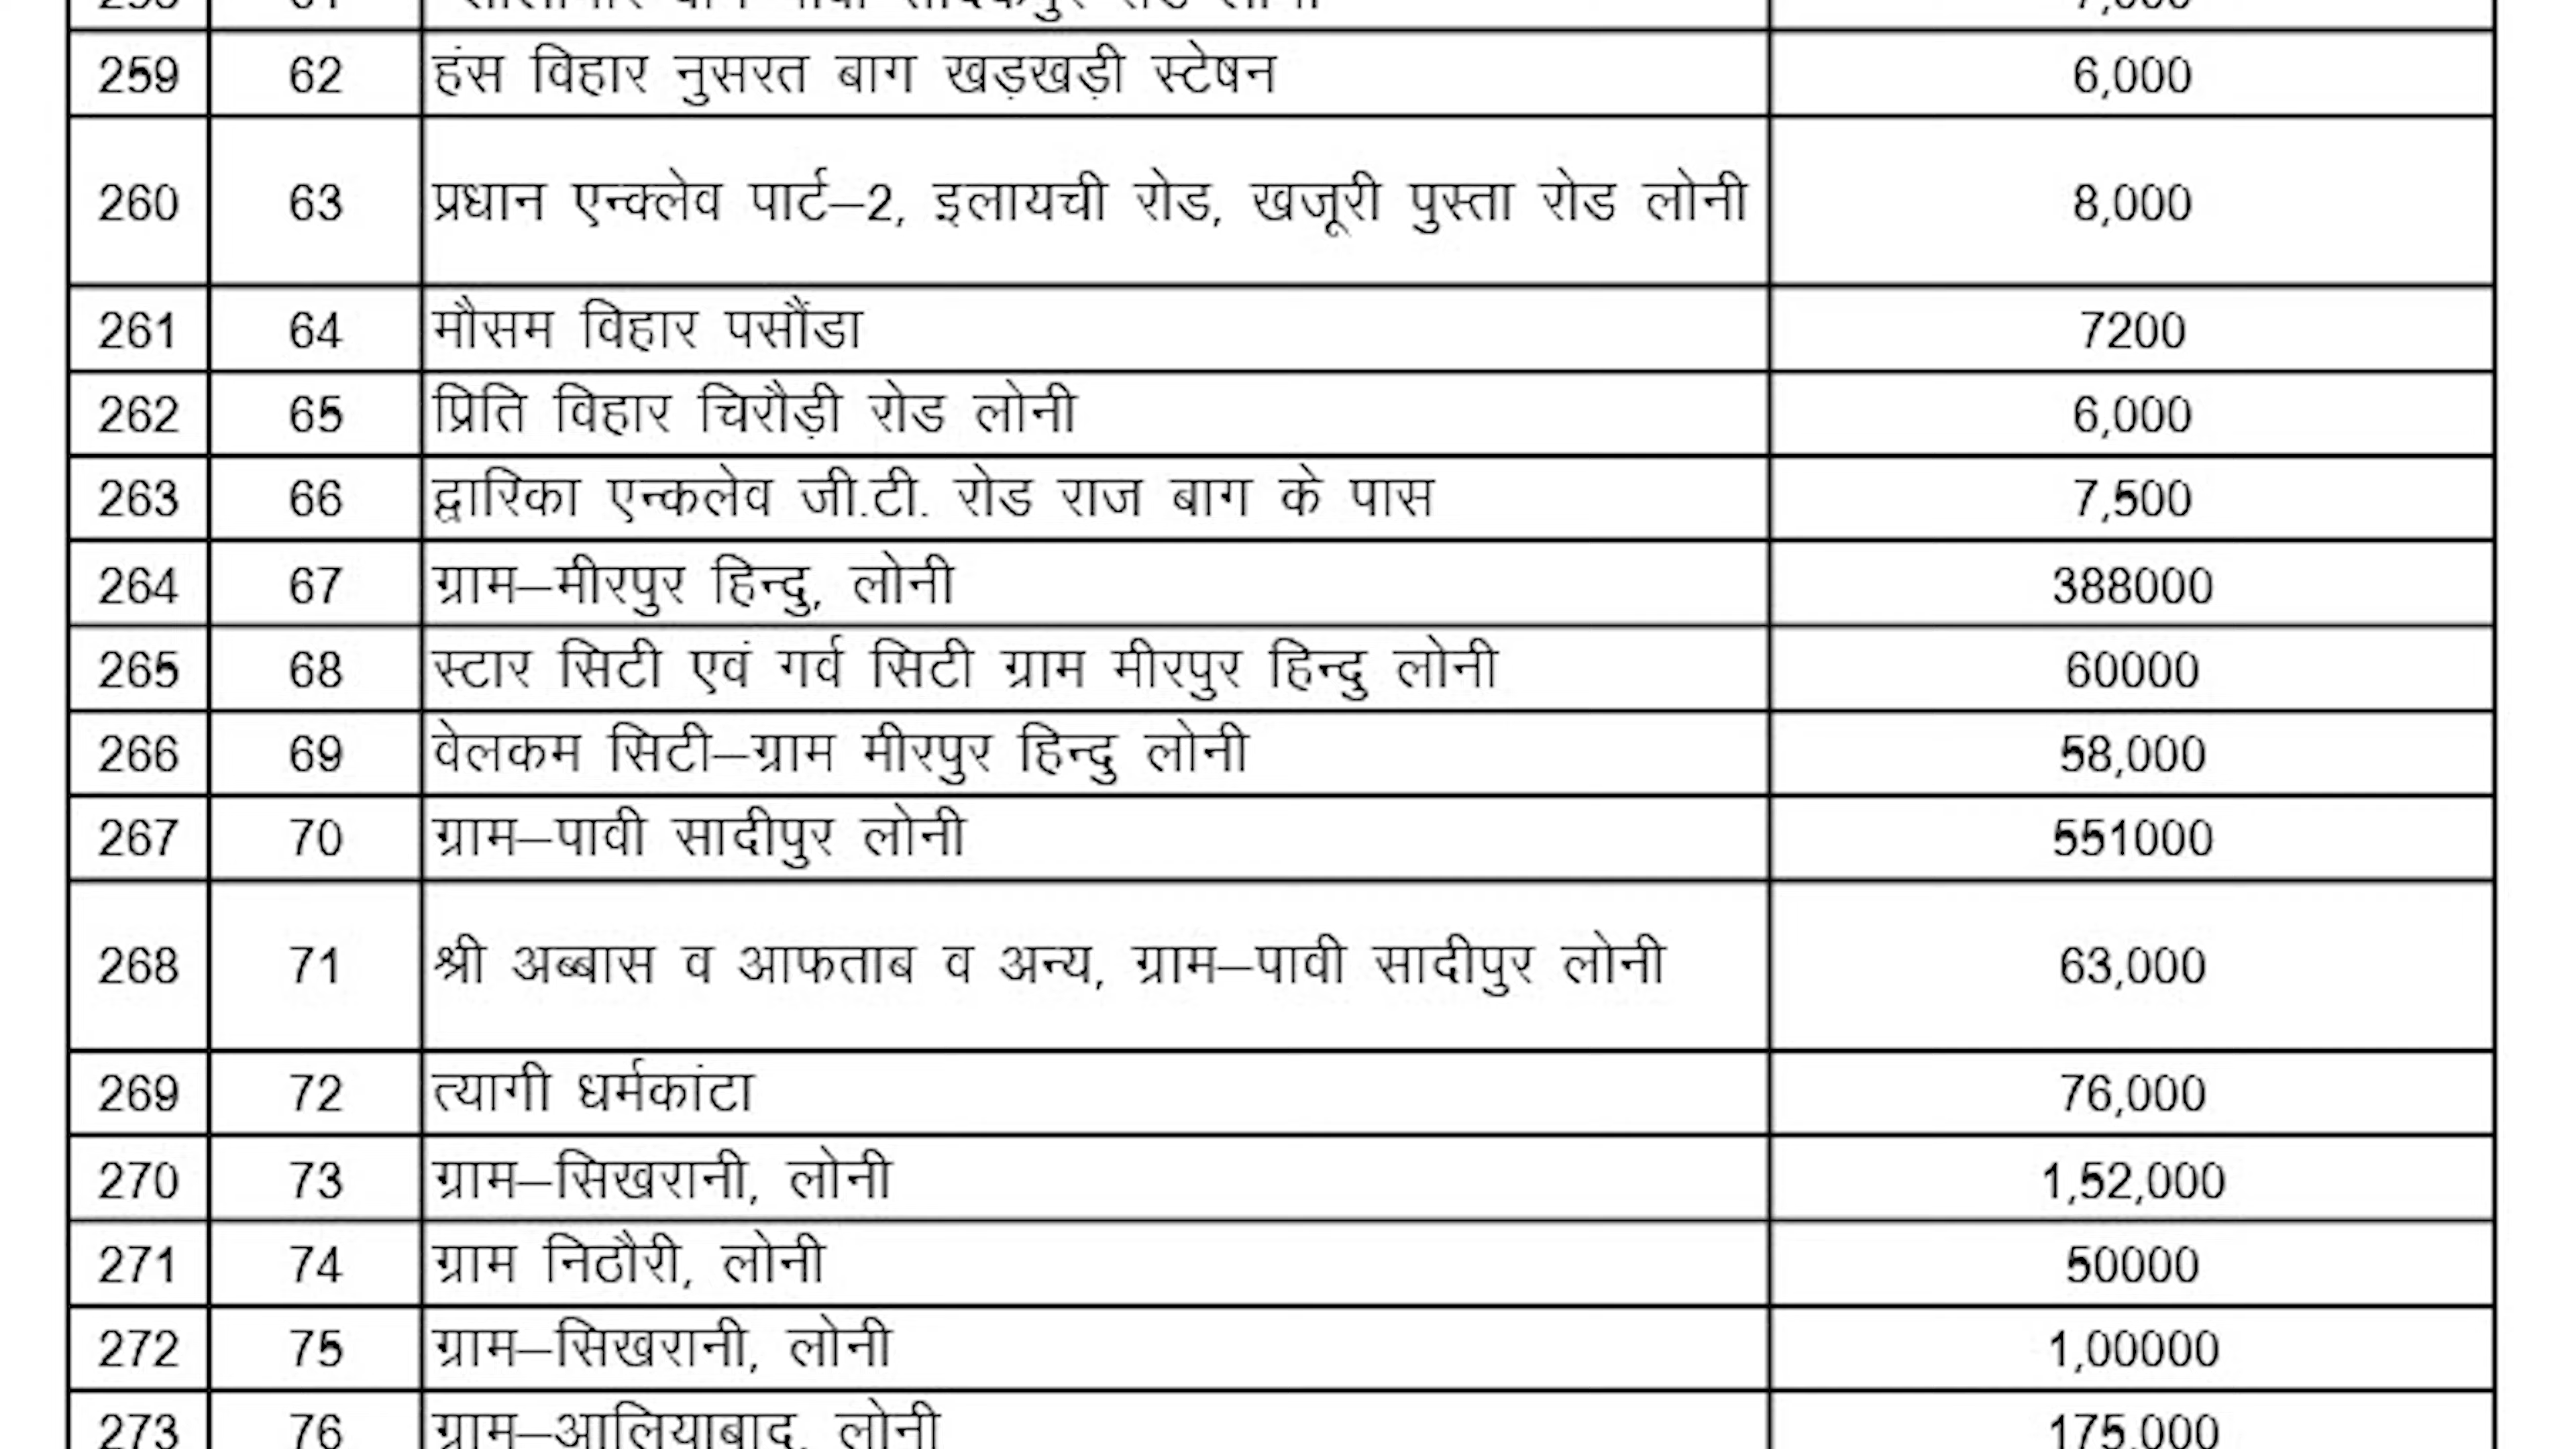 259 62 हंस विहार नुसरत बाग खड़खड़ी स्टेषन 6,000
260 63 प्रधान एन्क्लेव पार्ट–2, इलायची रोड, खजूरी पुस्ता रोड लोनी 8,000
261 64 मौसम विहार पसौंडा 7200
262 65 प्रिति विहार चिरौड़ी रोड लोनी 6,000
263 66 द्वारिका एन्कलेव जी.टी. रोड राज बाग के पास 7,500
264 67 ग्राम–मीरपुर हिन्दु, लोनी 388000
265 68 स्टार सिटी एवं गर्व सिटी ग्राम मीरपुर हिन्दु लोनी 60000
266 69 वेलकम सिटी–ग्राम मीरपुर हिन्दु लोनी 58,000
267 70 ग्राम–पावी सादीपुर लोनी 551000
268 71 श्री अब्बास व आफताब व अन्य, ग्राम–पावी सादीपुर लोनी 63,000
269 72 त्यागी धर्मकांटा 76,000
270 73 ग्राम–सिखरानी, लोनी 1,52,000
271 74 ग्राम निठौरी, लोनी 50000
272 75 ग्राम–सिखरानी, लोनी 1,00000
273 76 ग्राम–आलियाबाद, लोनी 175,000